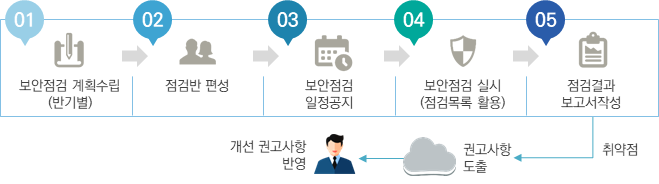 01
02
03
04
05
보안점검 계획수립
(반기별)
점검반 편성
보안점검
일정공지
보안점검 실시
(점검목록 활용)
점검결과
보고서작성
개선 권고사항
반영
권고사항
도출
취약점